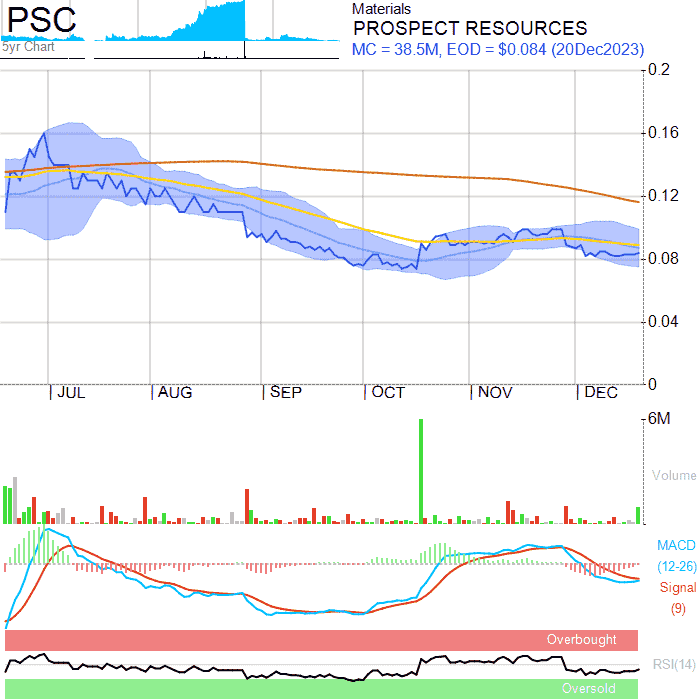 PSC
5yr Chart
Materials
PROSPECT RESOURCES
MC = 38.5M, EOD = $0.084 (20Dec2023)
0.2
0.16
0.12
0.08
0.04
0
JUL AUG SEP OCT NOV DEC
6M
Volume
MACD
(12-26)
Signal
(9)
Overbought
RSI(14)
Oversold